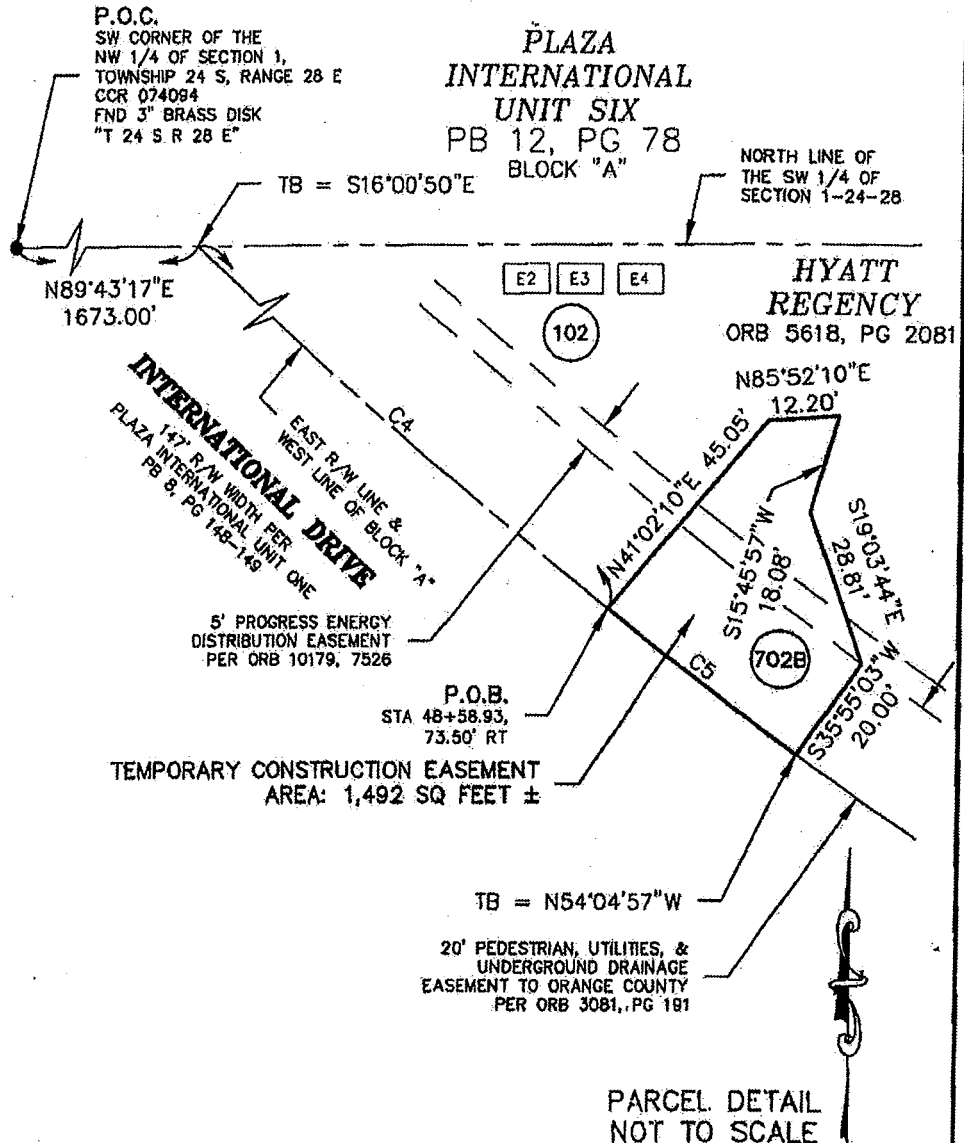 P.O.C.
SW CORNER OF THE
NW 1/4 OF SECTION 1,
TOWNSHIP 24 S, RANGE 28 E
CCR 074094
FND 3" BRASS DISK
"T 24 S R 28 E"
PLAZA
INTERNATIONAL
UNIT SIX
PB 12, PG 78
BLOCK "A"
NORTH LINE OF
THE SW 1/4 OF
SECTION 1-24-28
TB = S16°00'50"E
N89°43'17"E
1673.00'
E2
E3
E4
102
HYATT
REGENCY
ORB 5618, PG 2081
N85°52'10"E
12.20'
INTERNATIONAL DRIVE
147' R/W WIDTH PER
PLAZA INTERNATIONAL UNIT ONE
PB 8, PG 148-149
EAST R/W LINE &
WEST LINE OF BLOCK "A"
C4
N41°02'10"E 45.05'
S15°45'57"W
18.08'
S19°03'44"E
28.81'
702B
C5
S35°55'03"W
20.00'
5' PROGRESS ENERGY
DISTRIBUTION EASEMENT
PER ORB 10179, 7526
P.O.B.
STA 48+58.93,
73.50' RT
TEMPORARY CONSTRUCTION EASEMENT
AREA: 1,492 SQ FEET ±
TB = N54°04'57"W
20' PEDESTRIAN, UTILITIES, &
UNDERGROUND DRAINAGE
EASEMENT TO ORANGE COUNTY
PER ORB 3081, PG 191
PARCEL DETAIL
NOT TO SCALE